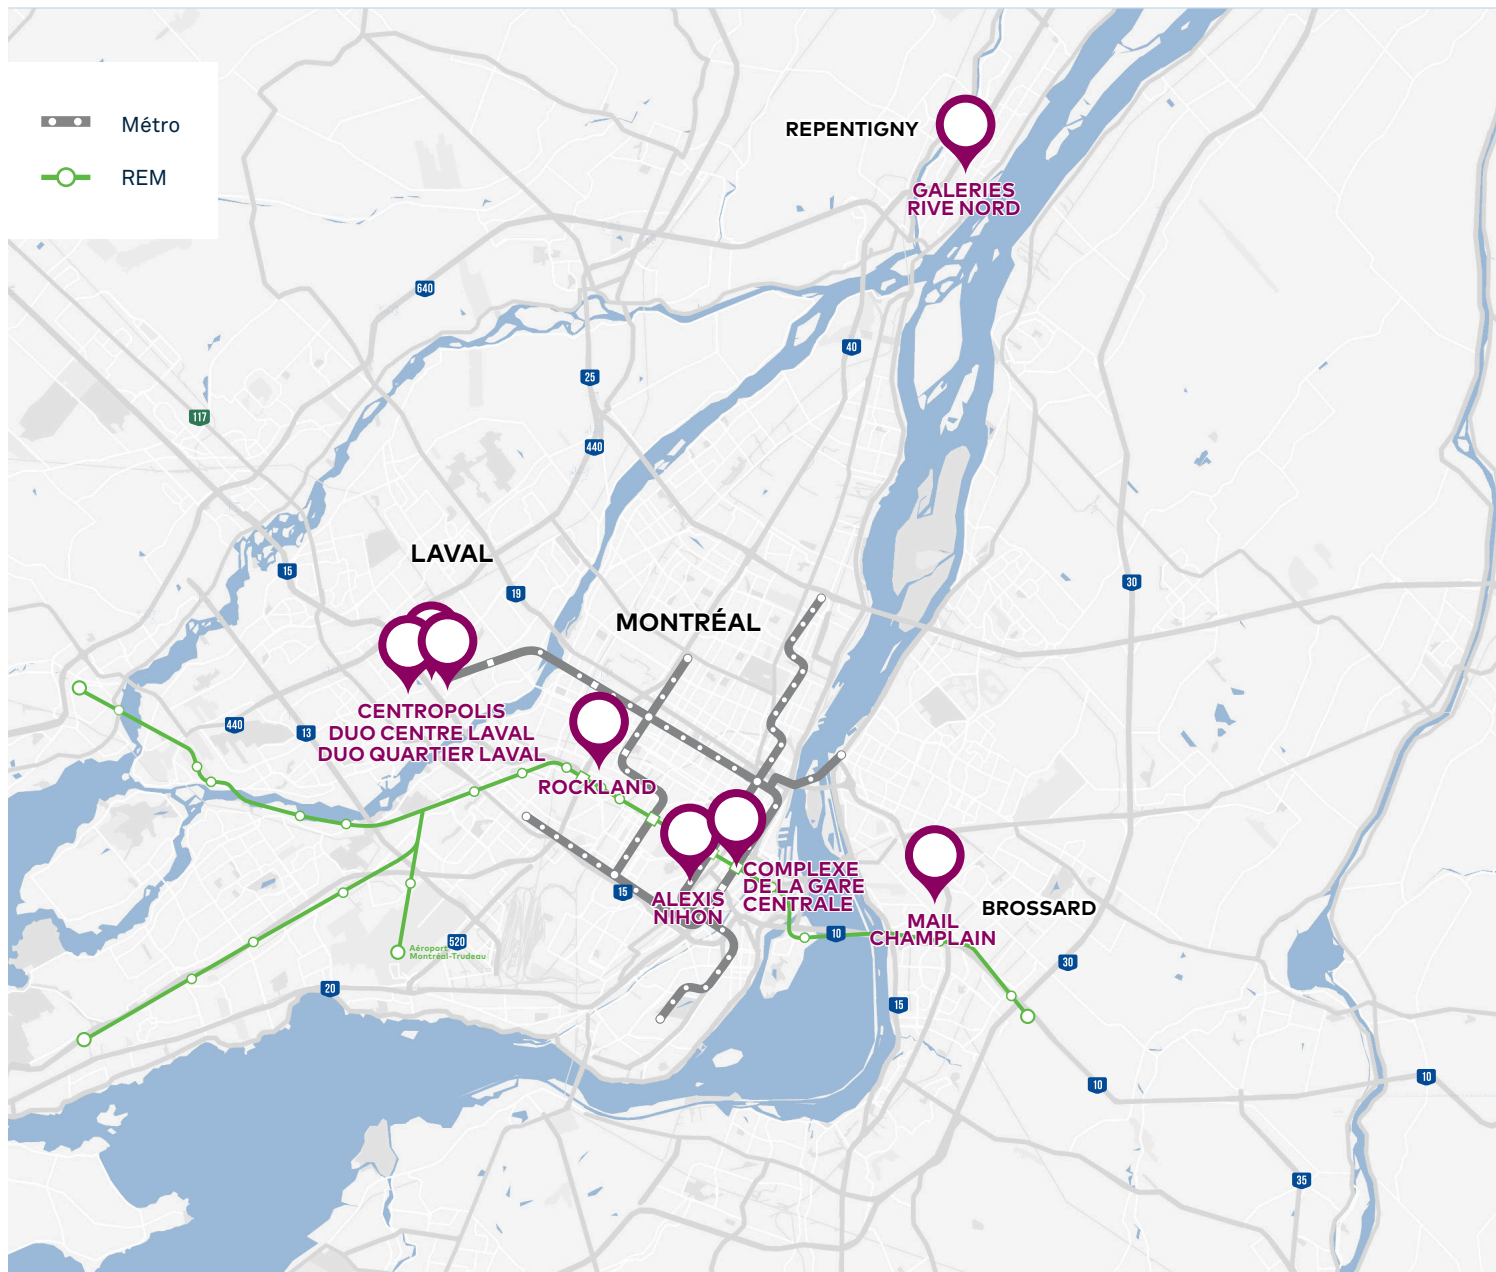 Métro
REM
REPENTIGNY
GALERIES
RIVE NORD
640
40
25
117
440
LAVAL
15
19
30
MONTRÉAL
CENTROPOLIS
DUO CENTRE LAVAL
DUO QUARTIER LAVAL
440
13
ROCKLAND
COMPLEXE
DE LA GARE
CENTRALE
15
ALEXIS
NIHON
BROSSARD
MAIL
CHAMPLAIN
10
520
Aéroport
Montréal-Trudeau
30
20
15
10
10
35